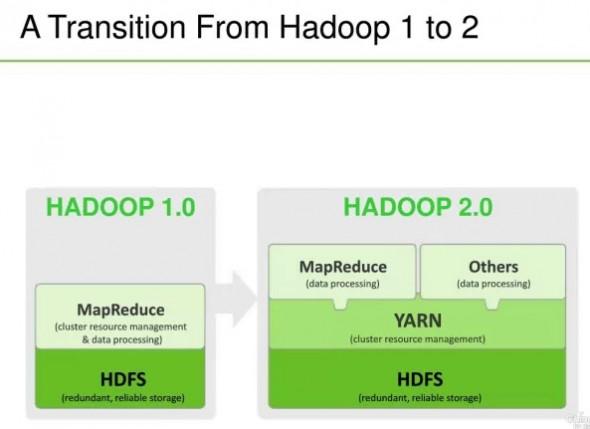 A Transition From Hadoop 1 to 2
HADOOP 1.0
MapReduce
(cluster resource management
& data processing)
HDFS
(redundant, reliable storage)
HADOOP 2.0
MapReduce
(data processing)
Others
(data processing)
YARN
(cluster resource management)
HDFS
(redundant, reliable storage)